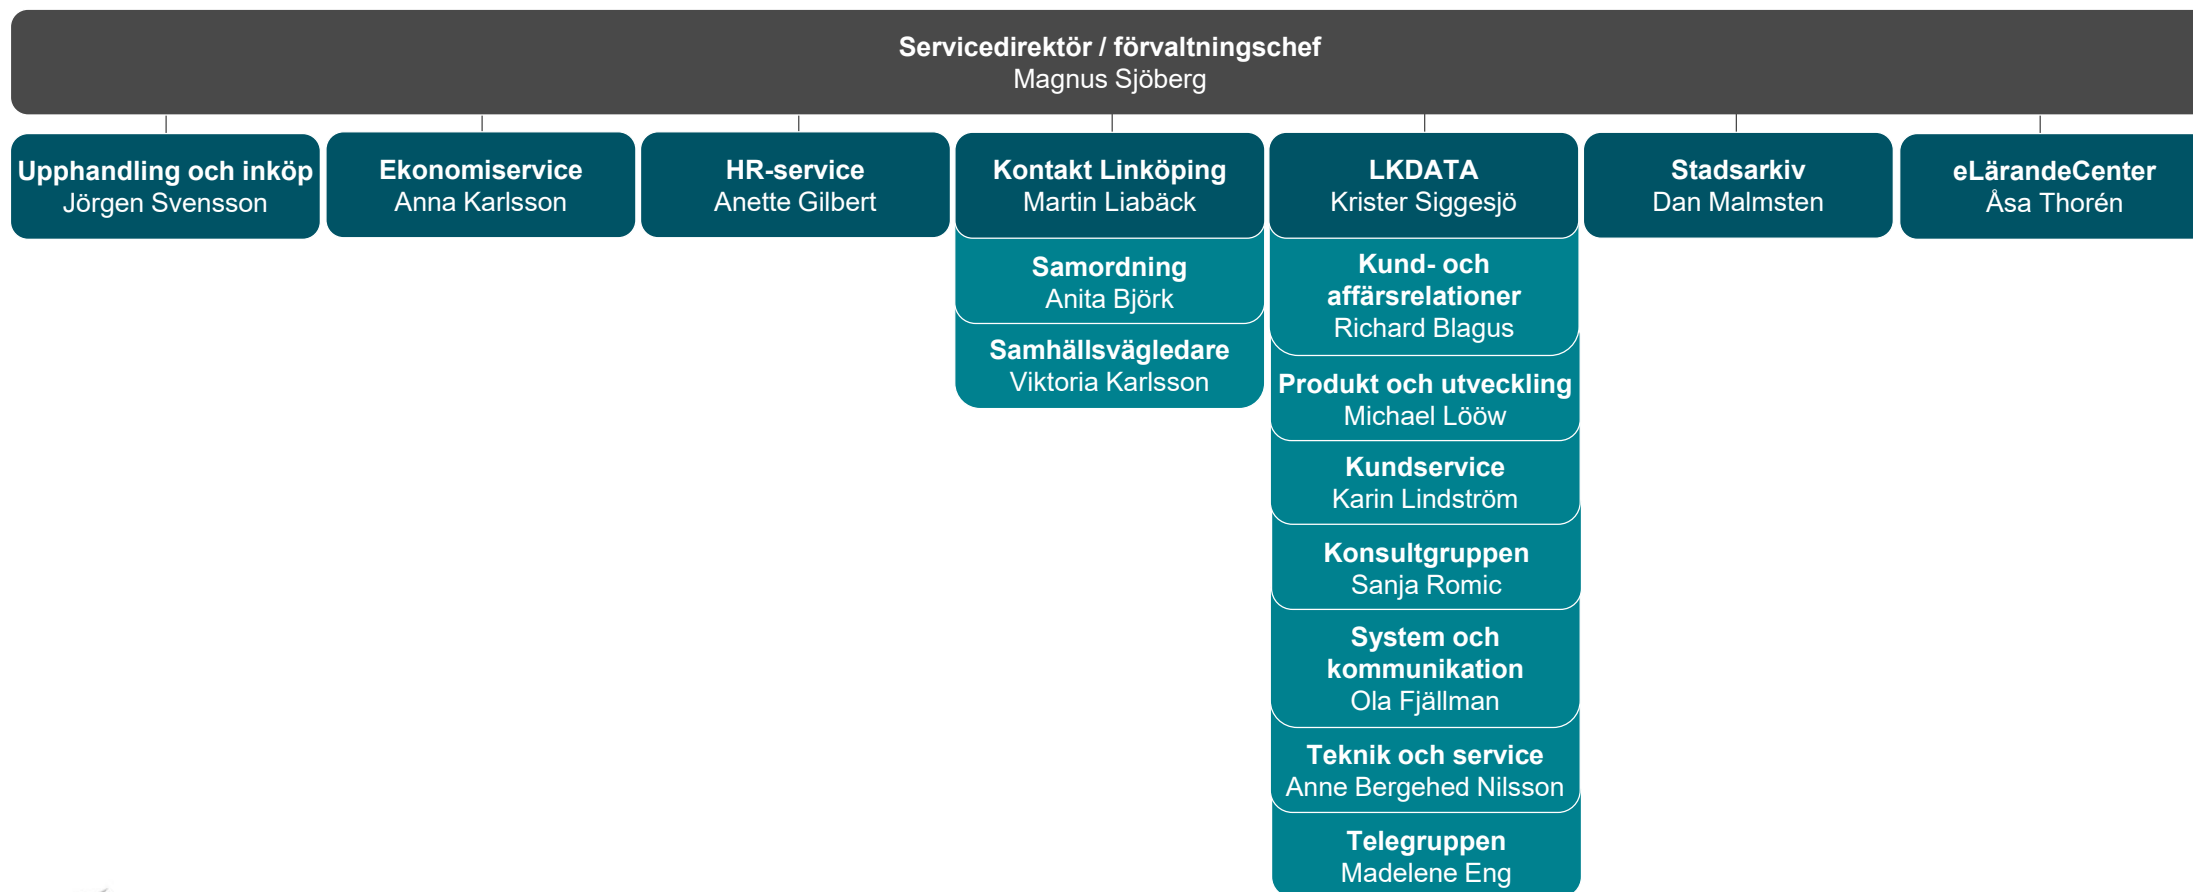 Servicedirektör / förvaltningschef
Magnus Sjöberg
Upphandling och inköp
Jörgen Svensson
Ekonomiservice
Anna Karlsson
HR-service
Anette Gilbert
Kontakt Linköping
Martin Liabäck
Samordning
Anita Björk
Samhällsvägledare
Viktoria Karlsson
LKDATA
Krister Siggesjö
Kund- och
affärsrelationer
Richard Blagus
Produkt och utveckling
Michael Lööw
Kundservice
Karin Lindström
Konsultgruppen
Sanja Romic
System och
kommunikation
Ola Fjällman
Teknik och service
Anne Bergehed Nilsson
Telegruppen
Madelene Eng
Stadsarkiv
Dan Malmsten
eLärandeCenter
Åsa Thorén